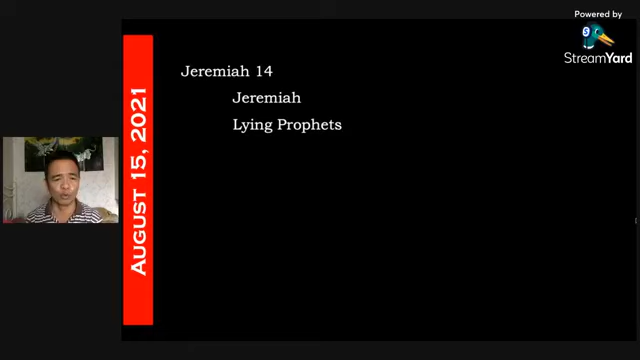 Powered by
StreamYard
Jeremiah 14
Jeremiah
Lying Prophets
AUGUST 15, 2021